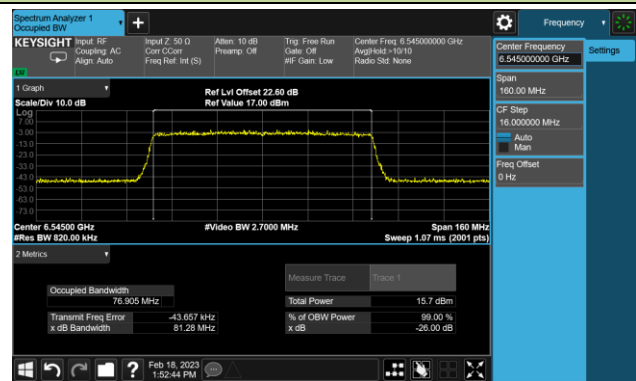 Spectrum Analyzer 1
Occupied BW
Frequency
KEYSIGHT
Input: RF
Coupling: AC
Align: Auto
Input Z: 50 Ω
Corr CCorr
Freq Ref: Int (S)
Atten: 10 dB
Preamp: Off
Trig: Free Run
Gate: Off
#IF Gain: Low
Center Freq: 6.545000000 GHz
Avg|Hold:>10/10
Radio Std: None
Center Frequency
6.545000000 GHz
Settings
Span
160.00 MHz
CF Step
16.000000 MHz
Auto
Man
Freq Offset
0 Hz
1 Graph
Scale/Div 10.0 dB
Ref Lvl Offset 22.60 dB
Ref Value 17.00 dBm
Log
7.00
-3.00
-13.0
-23.0
-33.0
-43.0
-53.0
-63.0
-73.0
Center 6.54500 GHz
#Res BW 820.00 kHz
#Video BW 2.7000 MHz
Span 160 MHz
Sweep 1.07 ms (2001 pts)
2 Metrics
Measure Trace
Trace 1
Occupied Bandwidth
76.905 MHz
Total Power
15.7 dBm
Transmit Freq Error
-43.657 kHz
% of OBW Power
99.00 %
x dB Bandwidth
81.28 MHz
x dB
-26.00 dB
?
Feb 18, 2023
1:52:44 PM